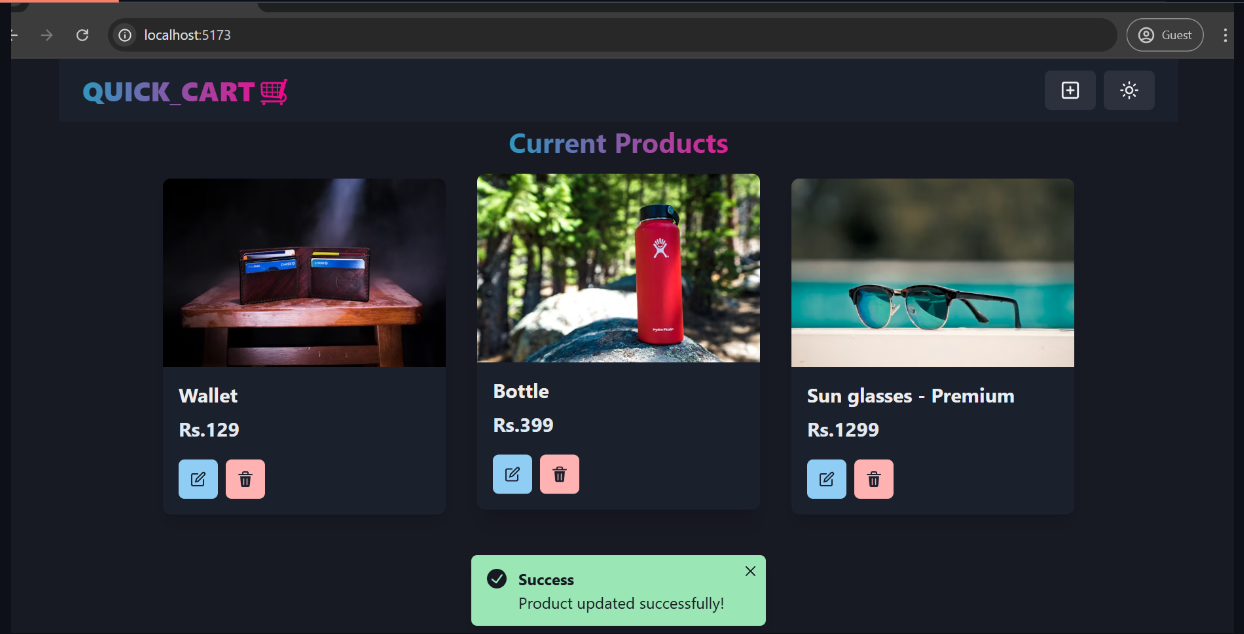 localhost:5173
Guest
QUICK_CART
Current Products
Wallet
Rs.129
Bottle
Rs.399
Sun glasses - Premium
Rs.1299
Success
Product updated successfully!